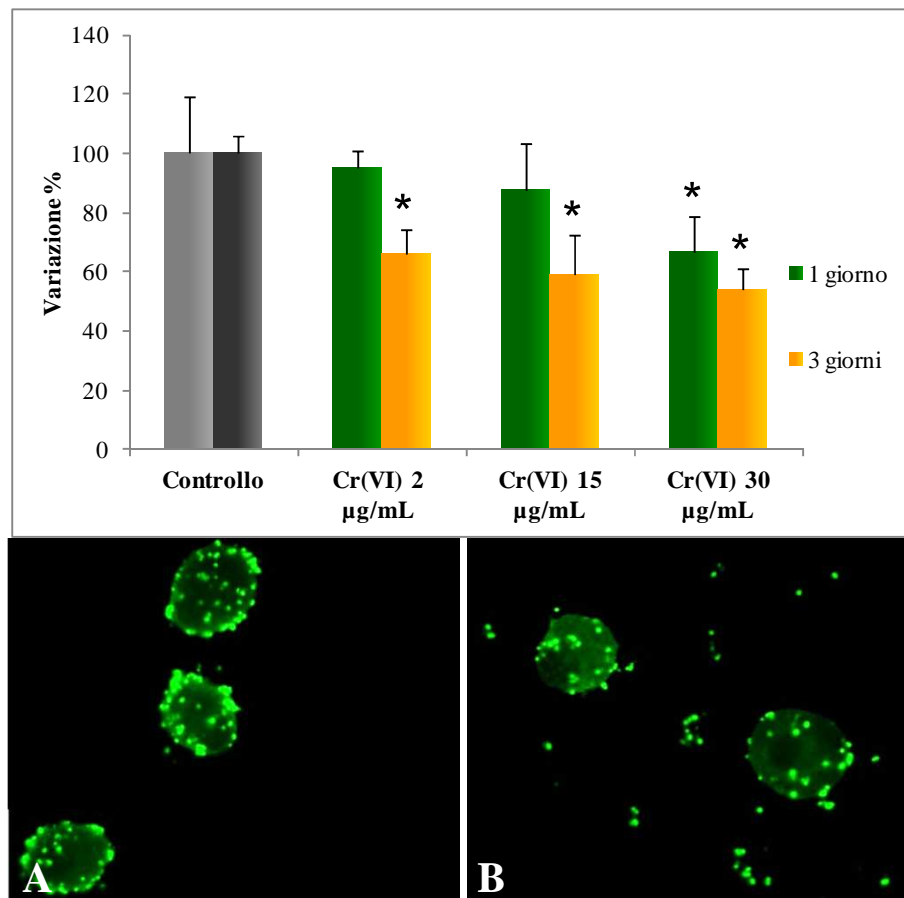 140
120
100
80
60
40
20
0
Variazione %
*
*
*
*
Controllo
Cr(VI) 2
µg/mL
Cr(VI) 15
µg/mL
Cr(VI) 30
µg/mL
1 giorno
3 giorni
A
B